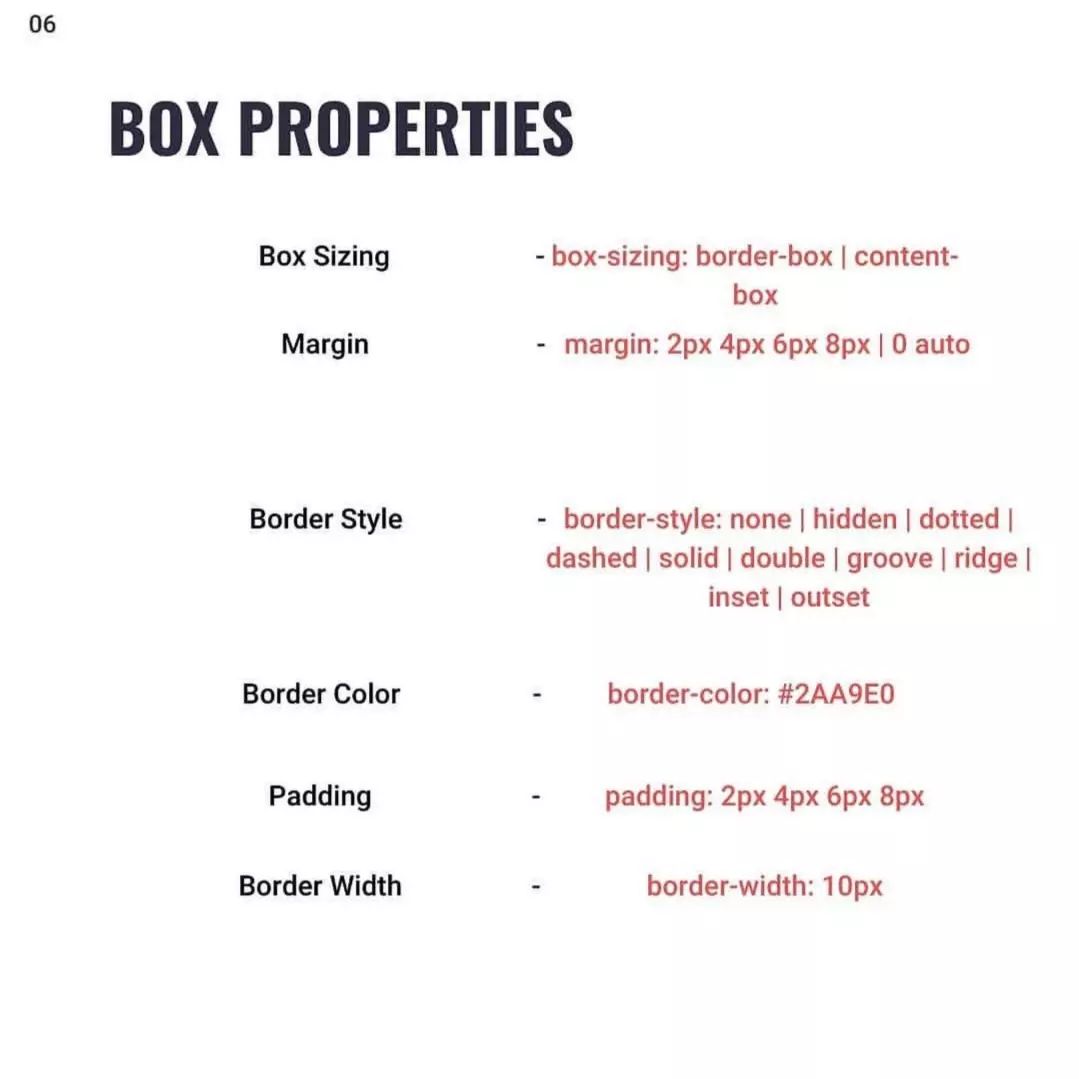 06
BOX PROPERTIES
Box Sizing - box-sizing: border-box | content-
box
Margin - margin: 2px 4px 6px 8px | 0 auto
Border Style - border-style: none | hidden | dotted |
dashed | solid | double | groove | ridge |
inset | outset
Border Color - border-color: #2AA9E0
Padding - padding: 2px 4px 6px 8px
Border Width - border-width: 10px